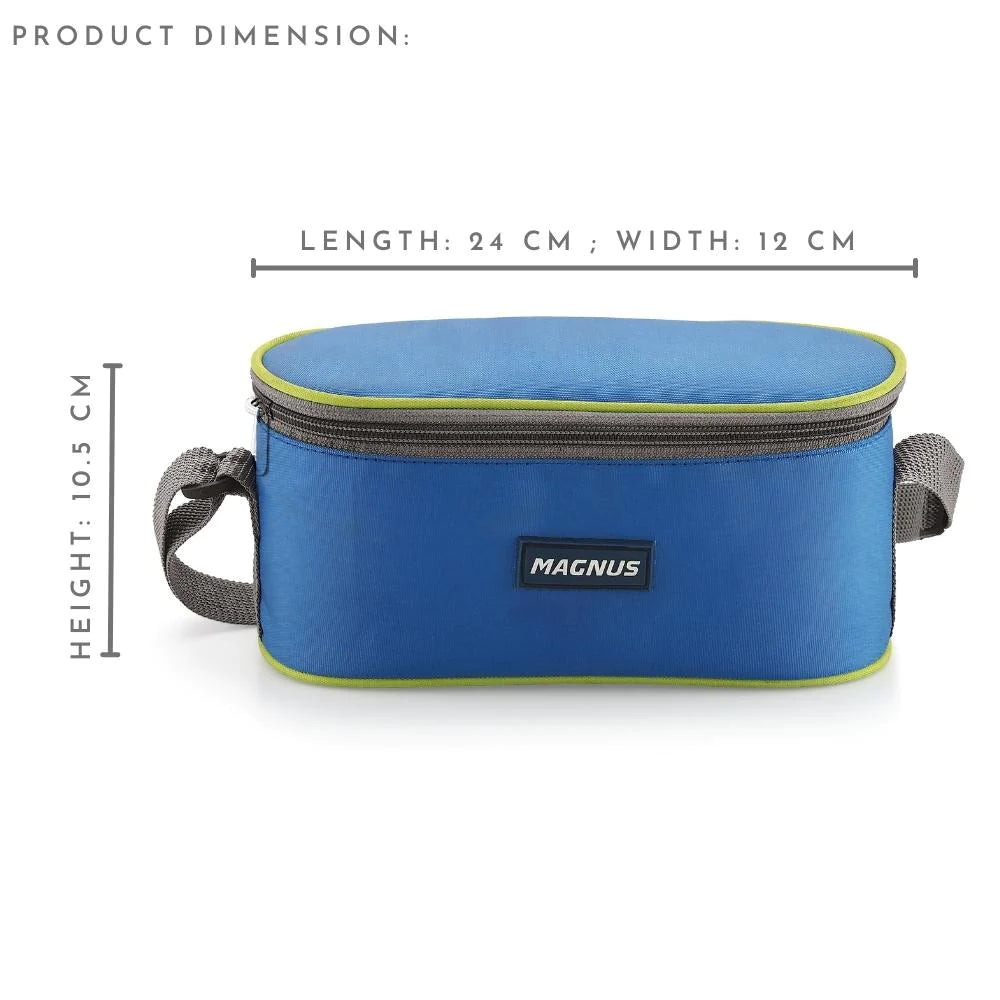 PRODUCT DIMENSION:
LENGTH: 24 CM ; WIDTH: 12 CM
HEIGHT: 10.5 CM
MAGNUS